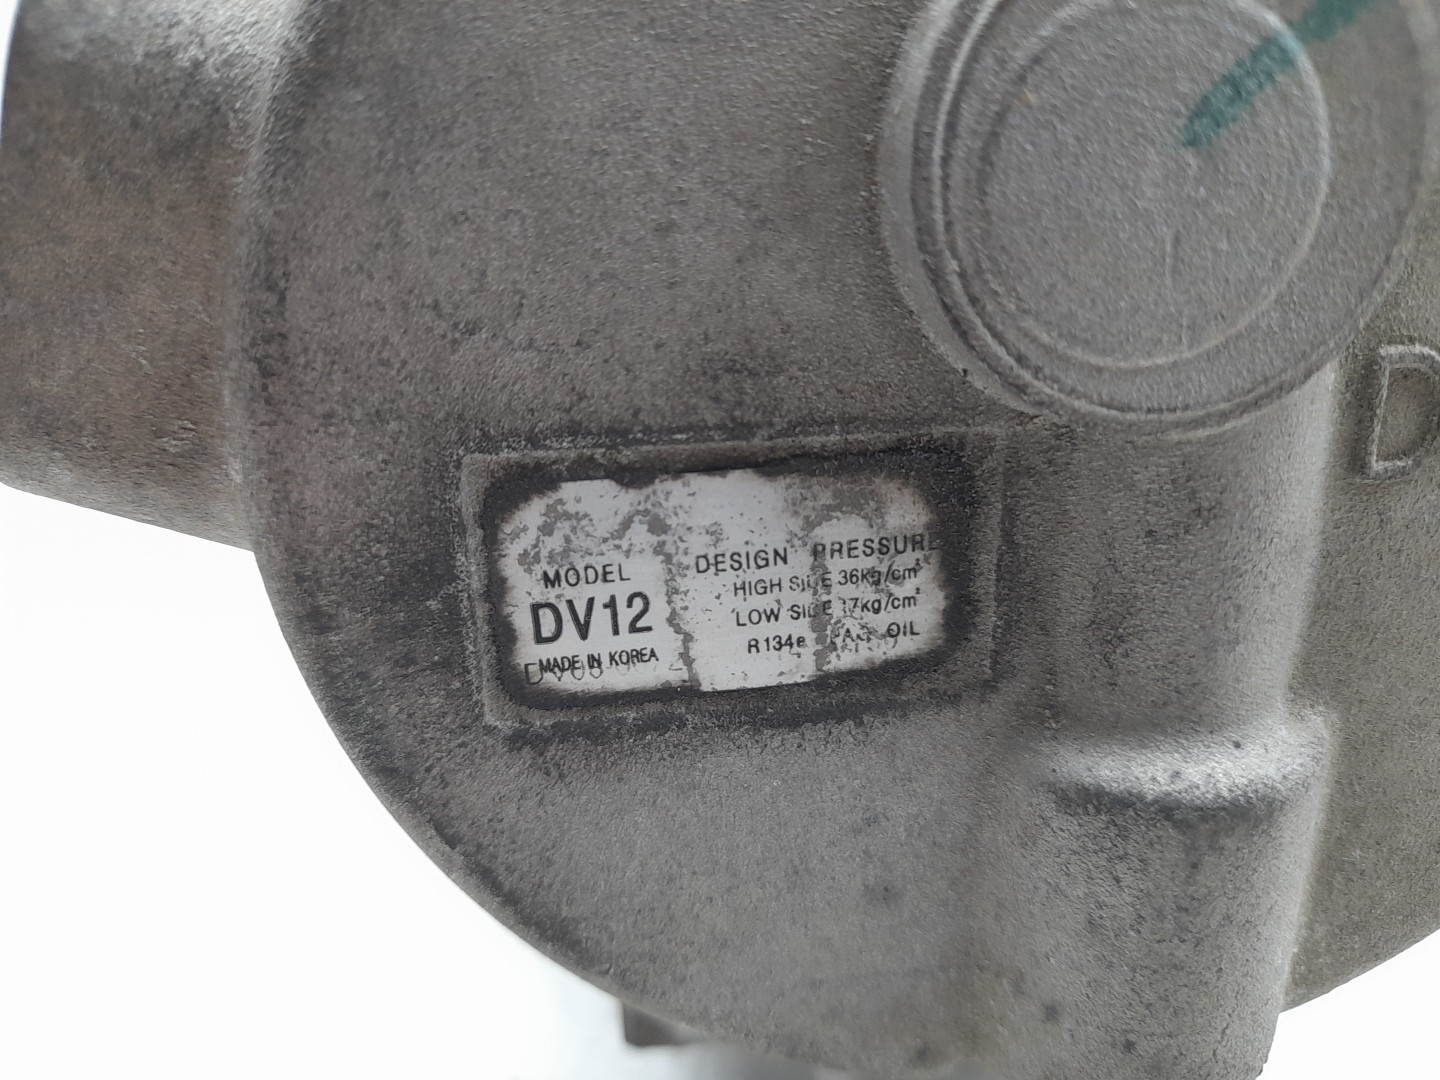 MODEL
DV12
MADE IN KOREA
DESIGN PRESSURE
HIGH SIDE 36kg/cm²
LOW SIDE 17kg/cm²
R134a OIL
D